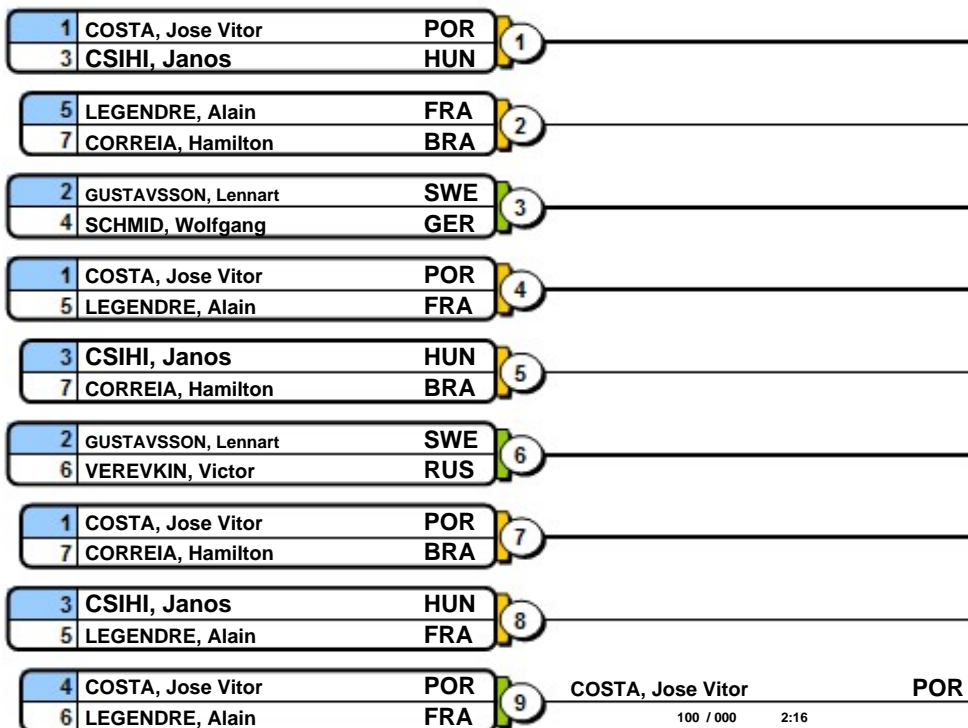 1 COSTA, Jose Vitor POR
3 CSIHI, Janos HUN
1
5 LEGENDRE, Alain FRA
7 CORREIA, Hamilton BRA
2
2 GUSTAVSSON, Lennart SWE
4 SCHMID, Wolfgang GER
3
1 COSTA, Jose Vitor POR
5 LEGENDRE, Alain FRA
4
3 CSIHI, Janos HUN
7 CORREIA, Hamilton BRA
5
2 GUSTAVSSON, Lennart SWE
6 VEREVKIN, Victor RUS
6
1 COSTA, Jose Vitor POR
7 CORREIA, Hamilton BRA
7
3 CSIHI, Janos HUN
5 LEGENDRE, Alain FRA
8
4 COSTA, Jose Vitor POR
6 LEGENDRE, Alain FRA
9
COSTA, Jose Vitor POR
100 / 000 2:16